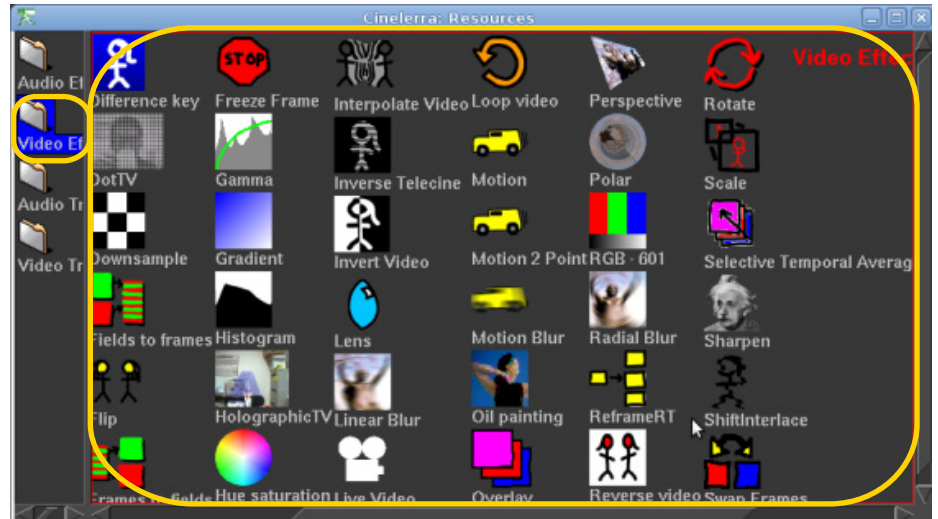 Cinelerra: Resources
Audio Ef
Video Ef
Audio Tr
Video Tr
Video Effec
STOP
Difference key Freeze Frame Interpolate Video Loop video Perspective Rotate
DotTV Gamma Inverse Telecine Motion Polar Scale
Downsample Gradient Invert Video Motion 2 Point RGB - 601 Selective Temporal Averag
Fields to frames Histogram Lens Motion Blur Radial Blur Sharpen
Flip HolographicTV Linear Blur Oil painting ReframeRT ShiftInterlace
Frames to fields Hue saturation Live Video Overlay Reverse video Swap Frames